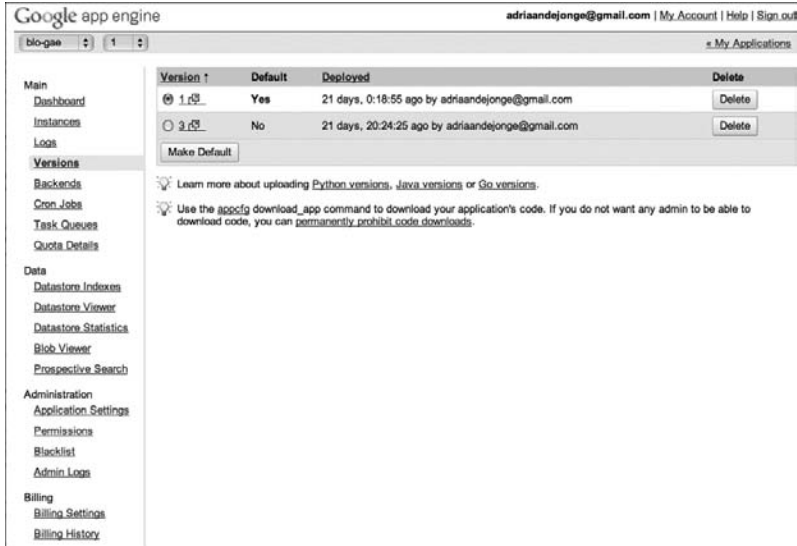 Google app engine
adriaandejonge@gmail.com | My Account | Help | Sign out
blo-gae 1
« My Applications
Main
Dashboard
Instances
Logs
Versions
Backends
Cron Jobs
Task Queues
Quota Details
Data
Datastore Indexes
Datastore Viewer
Datastore Statistics
Blob Viewer
Prospective Search
Administration
Application Settings
Permissions
Blacklist
Admin Logs
Billing
Billing Settings
Billing History
Version ↑ Default Deployed Delete
1 Yes 21 days, 0:18:55 ago by adriaandejonge@gmail.com Delete
3 No 21 days, 20:24:25 ago by adriaandejonge@gmail.com Delete
Make Default
Learn more about uploading Python versions, Java versions or Go versions.
Use the appcfg download_app command to download your application's code. If you do not want any admin to be able to
download code, you can permanently prohibit code downloads.